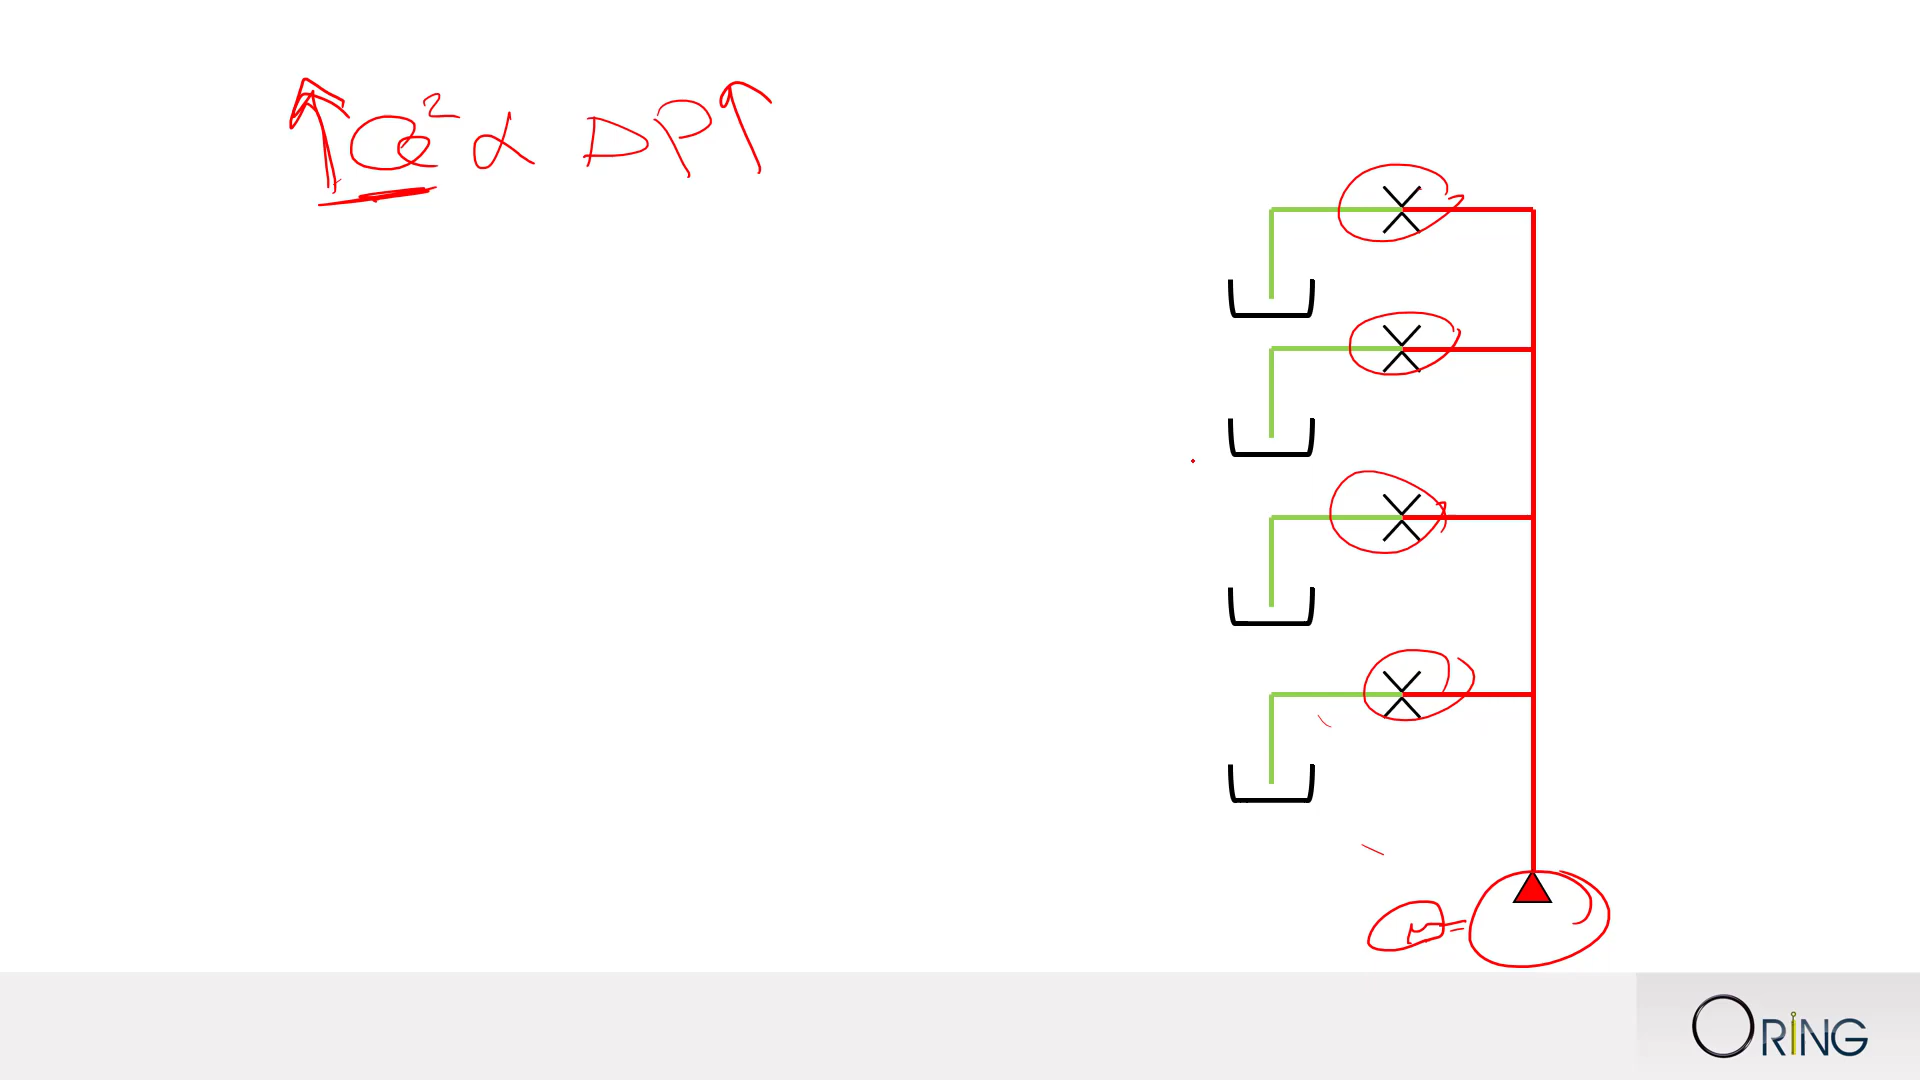 ↑Q² α DP↑
μ =
ORING